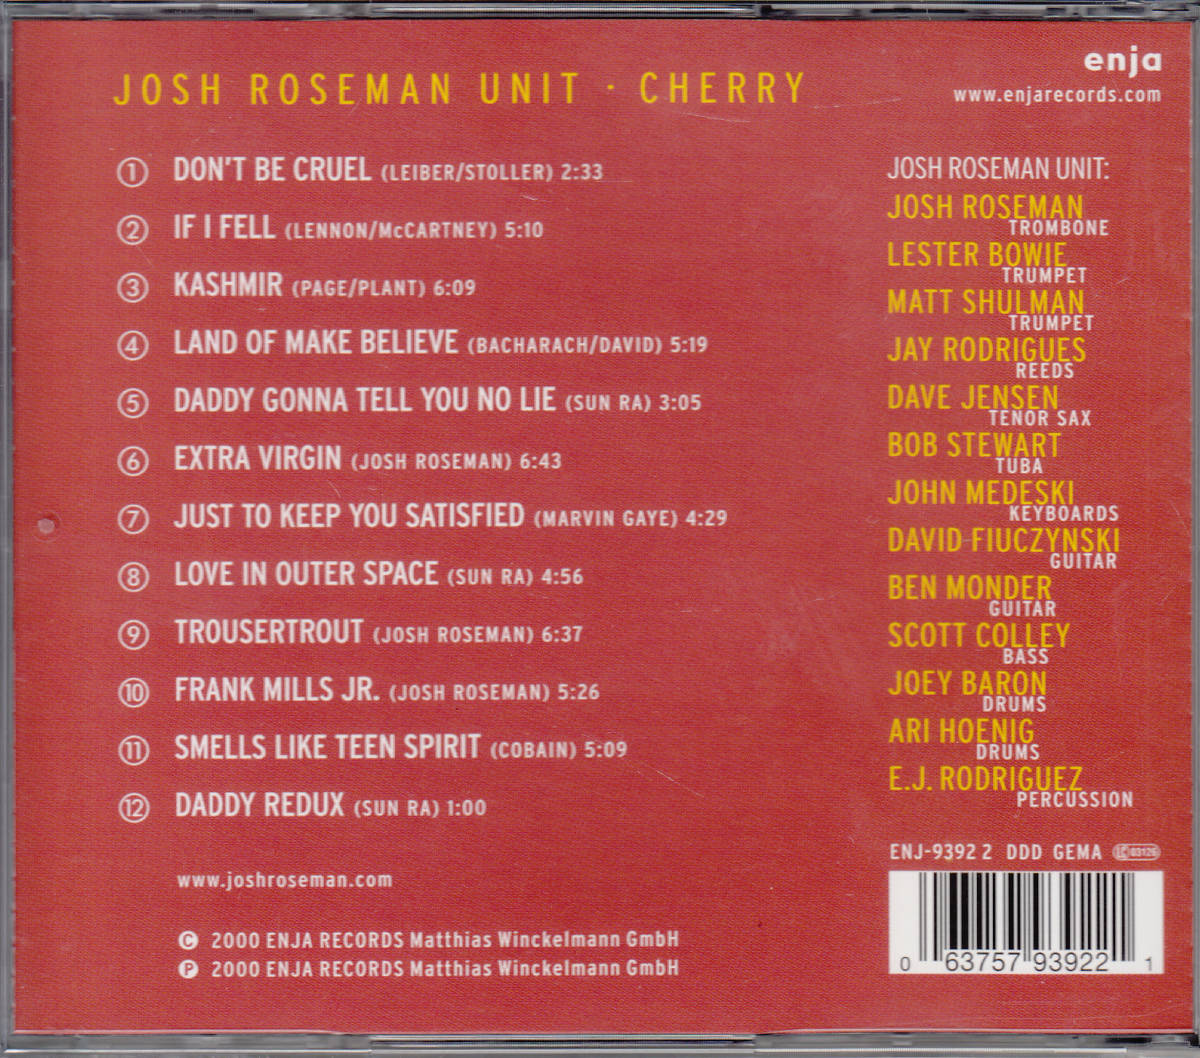 JOSH ROSEMAN UNIT · CHERRY
enja
www.enjarecords.com
① DON'T BE CRUEL (LEIBER/STOLLER) 2:33
② IF I FELL (LENNON/McCARTNEY) 5:10
③ KASHMIR (PAGE/PLANT) 6:09
④ LAND OF MAKE BELIEVE (BACHARACH/DAVID) 5:19
⑤ DADDY GONNA TELL YOU NO LIE (SUN RA) 3:05
⑥ EXTRA VIRGIN (JOSH ROSEMAN) 6:43
⑦ JUST TO KEEP YOU SATISFIED (MARVIN GAYE) 4:29
⑧ LOVE IN OUTER SPACE (SUN RA) 4:56
⑨ TROUSERTROUT (JOSH ROSEMAN) 6:37
⑩ FRANK MILLS JR. (JOSH ROSEMAN) 5:26
⑪ SMELLS LIKE TEEN SPIRIT (COBAIN) 5:09
⑫ DADDY REDUX (SUN RA) 1:00
www.joshroseman.com
© 2000 ENJA RECORDS Matthias Winckelmann GmbH
℗ 2000 ENJA RECORDS Matthias Winckelmann GmbH
JOSH ROSEMAN UNIT:
JOSH ROSEMAN
TROMBONE
LESTER BOWIE
TRUMPET
MATT SHULMAN
TRUMPET
JAY RODRIGUES
REEDS
DAVE JENSEN
TENOR SAX
BOB STEWART
TUBA
JOHN MEDESKI
KEYBOARDS
DAVID FIUCZYNSKI
GUITAR
BEN MONDER
GUITAR
SCOTT COLLEY
BASS
JOEY BARON
DRUMS
ARI HOENIG
DRUMS
E.J. RODRIGUEZ
PERCUSSION
ENJ-9392 2 DDD GEMA LC 03126
0 63757 93922 1